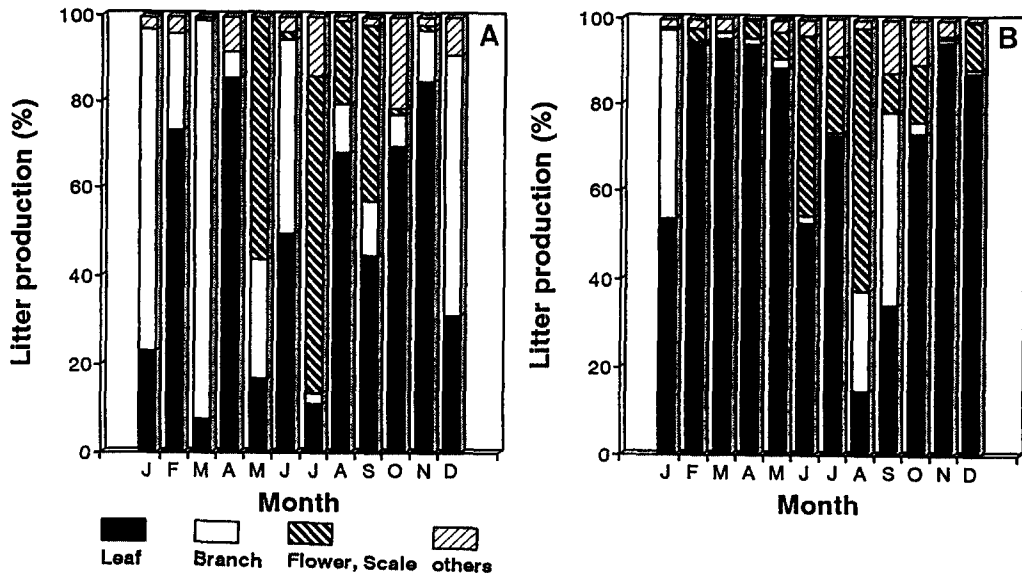 A
Litter production (%)
100
80
60
40
20
0
J F M A M J J A S O N D
Month
B
Litter production (%)
100
80
60
40
20
0
J F M A M J J A S O N D
Month
Leaf Branch Flower, Scale others